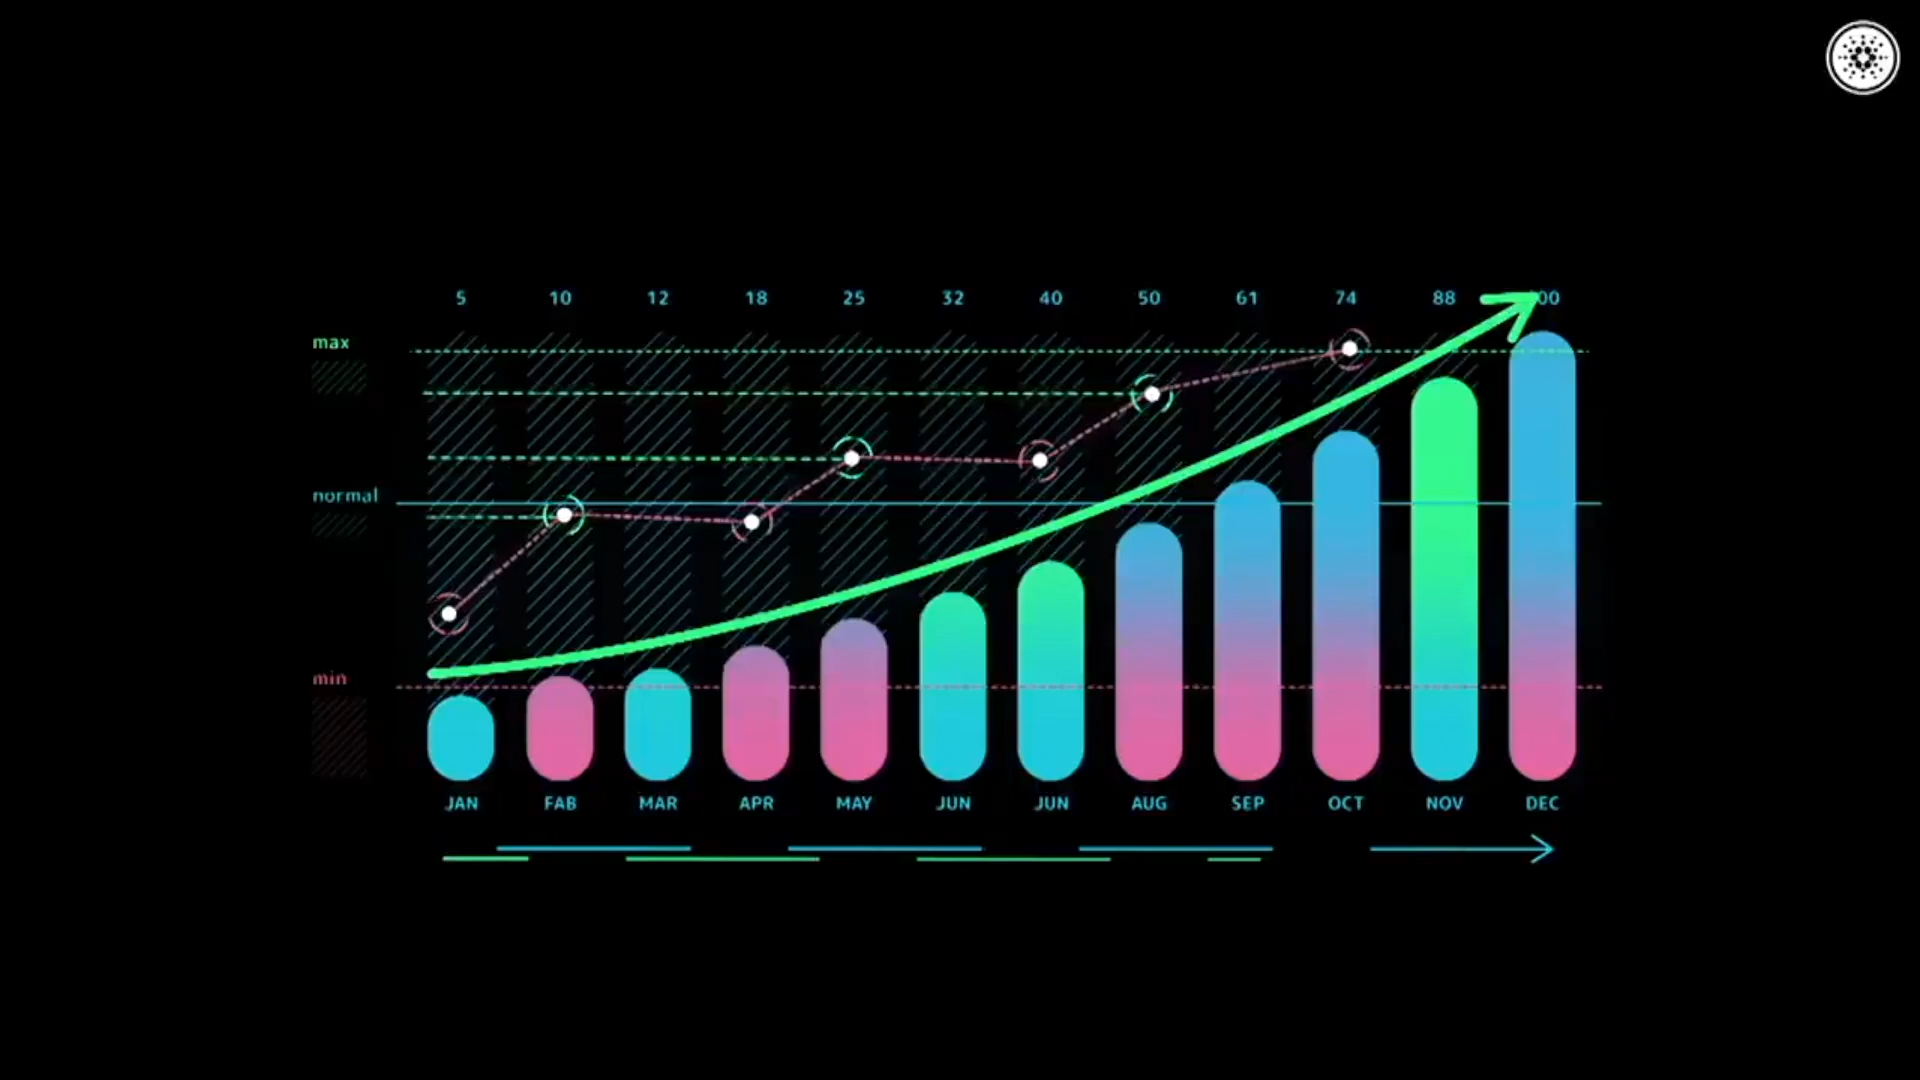 5 10 12 18 25 32 40 50 61 74 88 00
max
normal
min
JAN FAB MAR APR MAY JUN JUN AUG SEP OCT NOV DEC